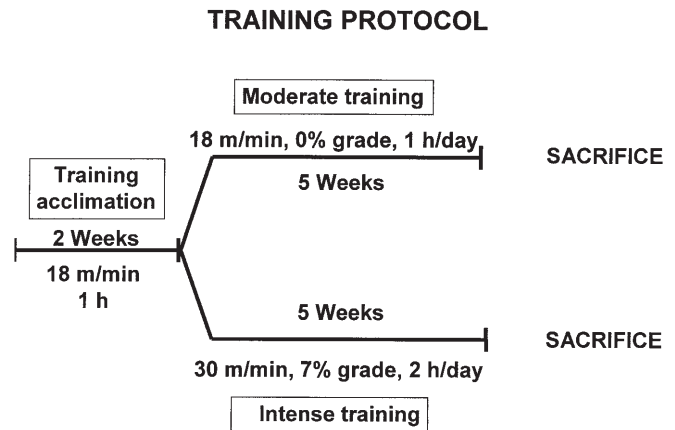 TRAINING PROTOCOL
Moderate training
18 m/min, 0% grade, 1 h/day
SACRIFICE
5 Weeks
Training
acclimation
2 Weeks
18 m/min
1 h
5 Weeks
SACRIFICE
30 m/min, 7% grade, 2 h/day
Intense training